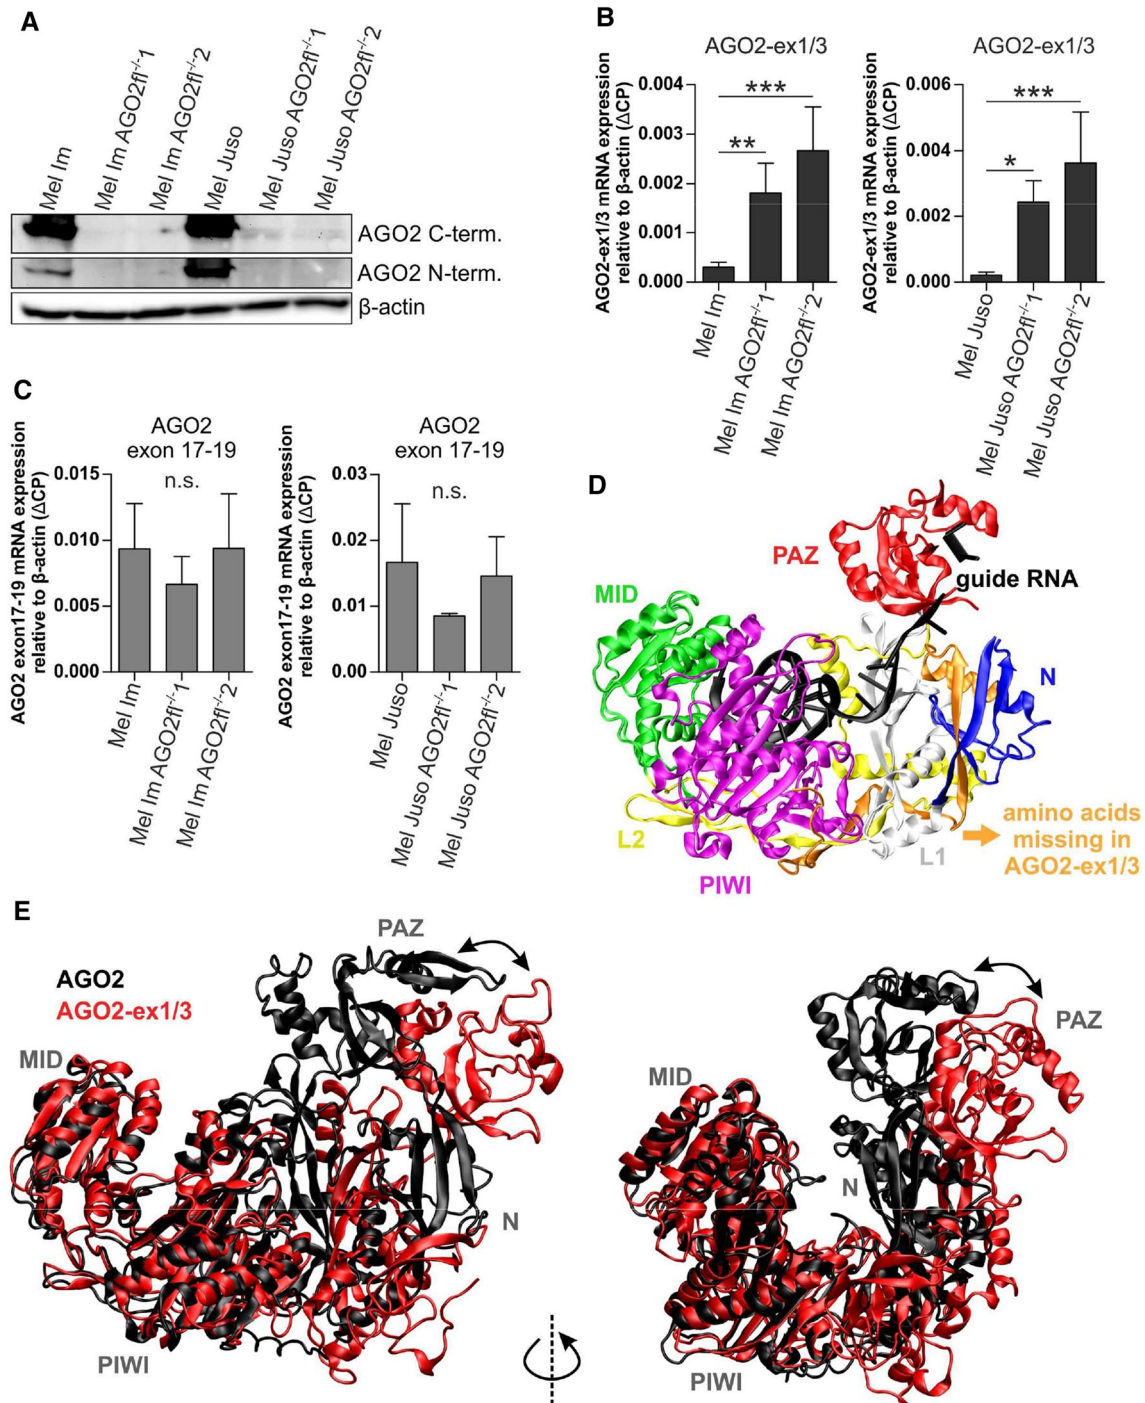 A
Mel Im
Mel Im AGO2fl-/-1
Mel Im AGO2fl-/-2
Mel Juso
Mel Juso AGO2fl-/-1
Mel Juso AGO2fl-/-2
AGO2 C-term.
AGO2 N-term.
β-actin
B
AGO2-ex1/3
AGO2-ex1/3 mRNA expression
relative to β-actin (ΔCP)
0.004
0.003
0.002
0.001
0.000
***
**
Mel Im
Mel Im AGO2fl-/-1
Mel Im AGO2fl-/-2
AGO2-ex1/3
AGO2-ex1/3 mRNA expression
relative to β-actin (ΔCP)
0.006
0.004
0.002
0.000
***
*
Mel Juso
Mel Juso AGO2fl-/-1
Mel Juso AGO2fl-/-2
C
AGO2
exon 17-19
n.s.
AGO2 exon17-19 mRNA expression
relative to β-actin (ΔCP)
0.015
0.010
0.005
0.000
Mel Im
Mel Im AGO2fl-/-1
Mel Im AGO2fl-/-2
AGO2
exon 17-19
n.s.
AGO2 exon17-19 mRNA expression
relative to β-actin (ΔCP)
0.03
0.02
0.01
0.00
Mel Juso
Mel Juso AGO2fl-/-1
Mel Juso AGO2fl-/-2
D
PAZ
guide RNA
MID
N
L2
L1
PIWI
amino acids
missing in
AGO2-ex1/3
E
AGO2
AGO2-ex1/3
PAZ
MID
N
PIWI
PAZ
MID
N
PIWI